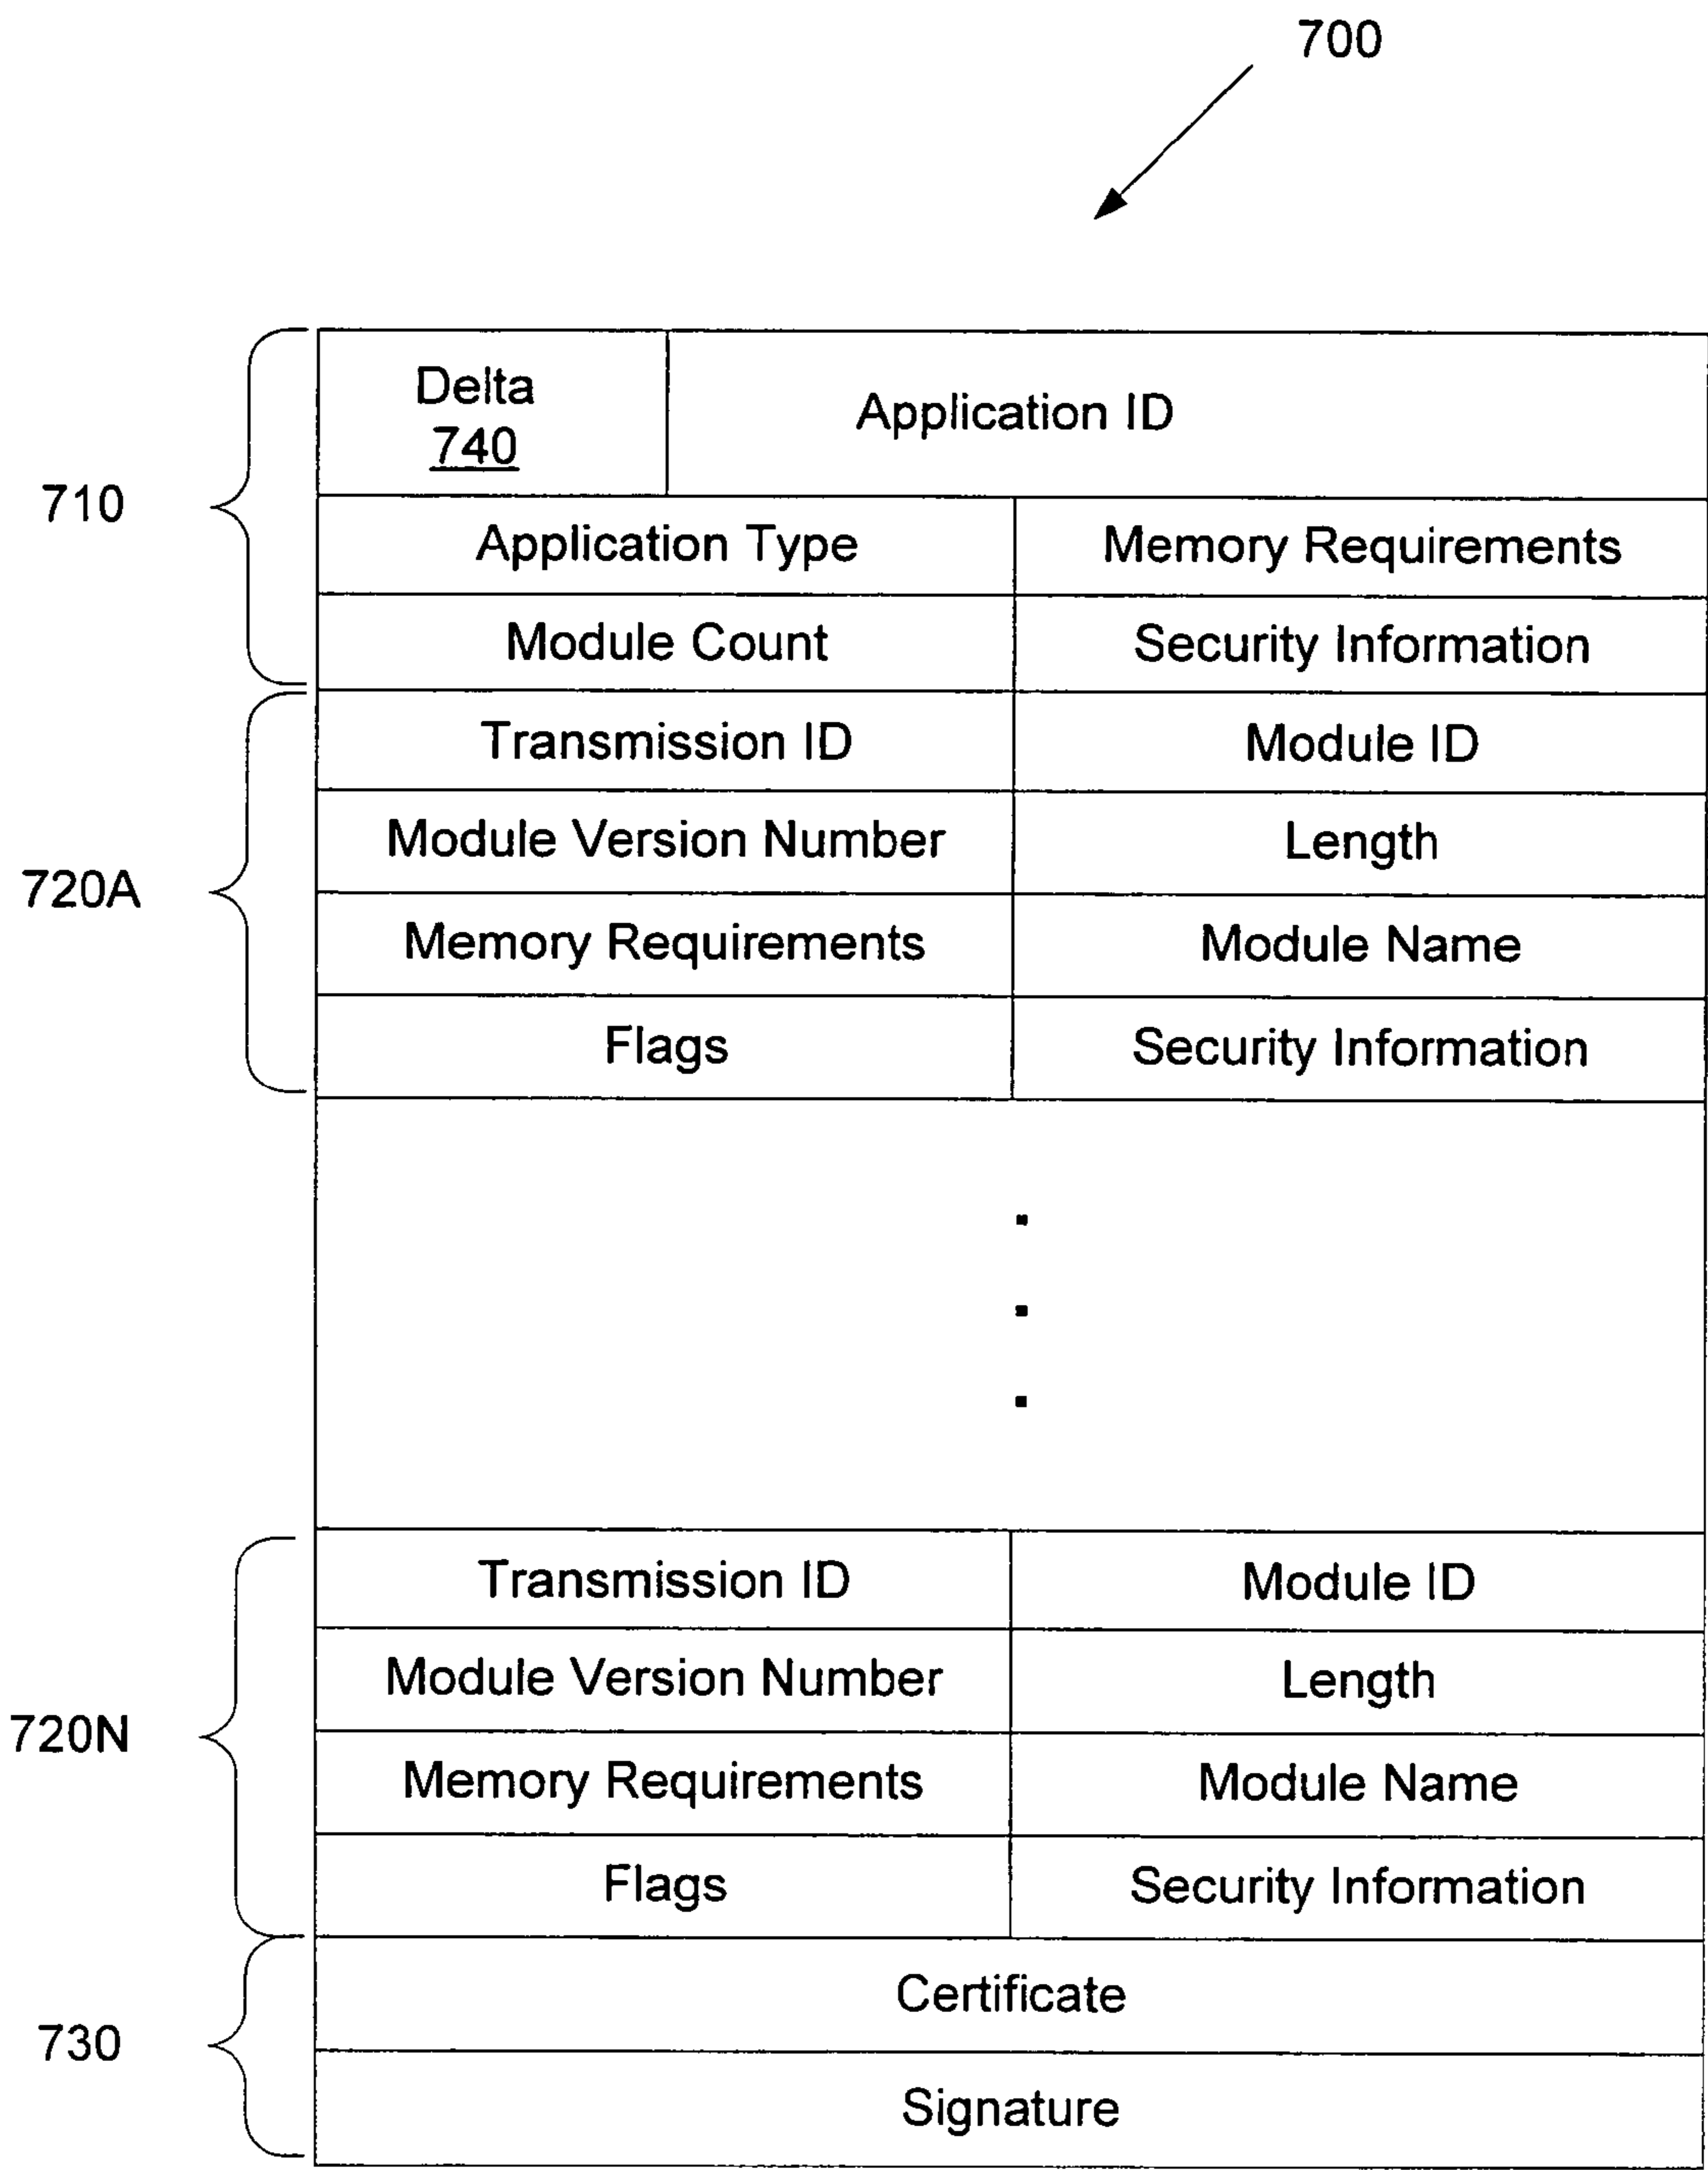 700
Delta
740
Application ID
710
Application Type
Memory Requirements
Module Count
Security Information
Transmission ID
Module ID
Module Version Number
Length
720A
Memory Requirements
Module Name
Flags
Security Information
Transmission ID
Module ID
Module Version Number
Length
720N
Memory Requirements
Module Name
Flags
Security Information
Certificate
730
Signature